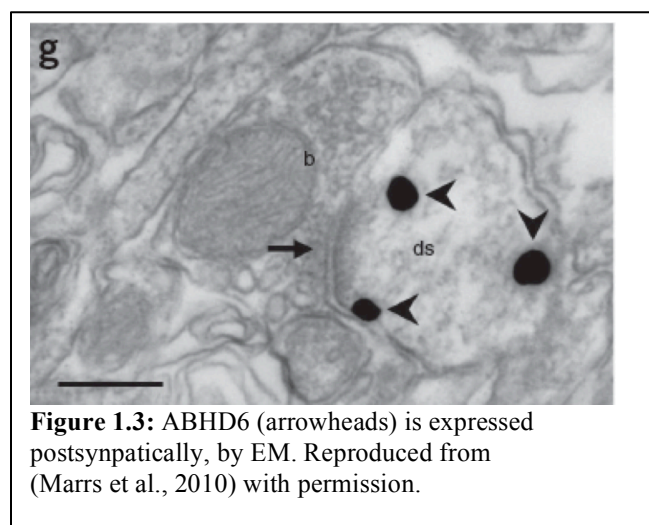 g
b
ds
Figure 1.3: ABHD6 (arrowheads) is expressed
postsynpatically, by EM. Reproduced from
(Marrs et al., 2010) with permission.